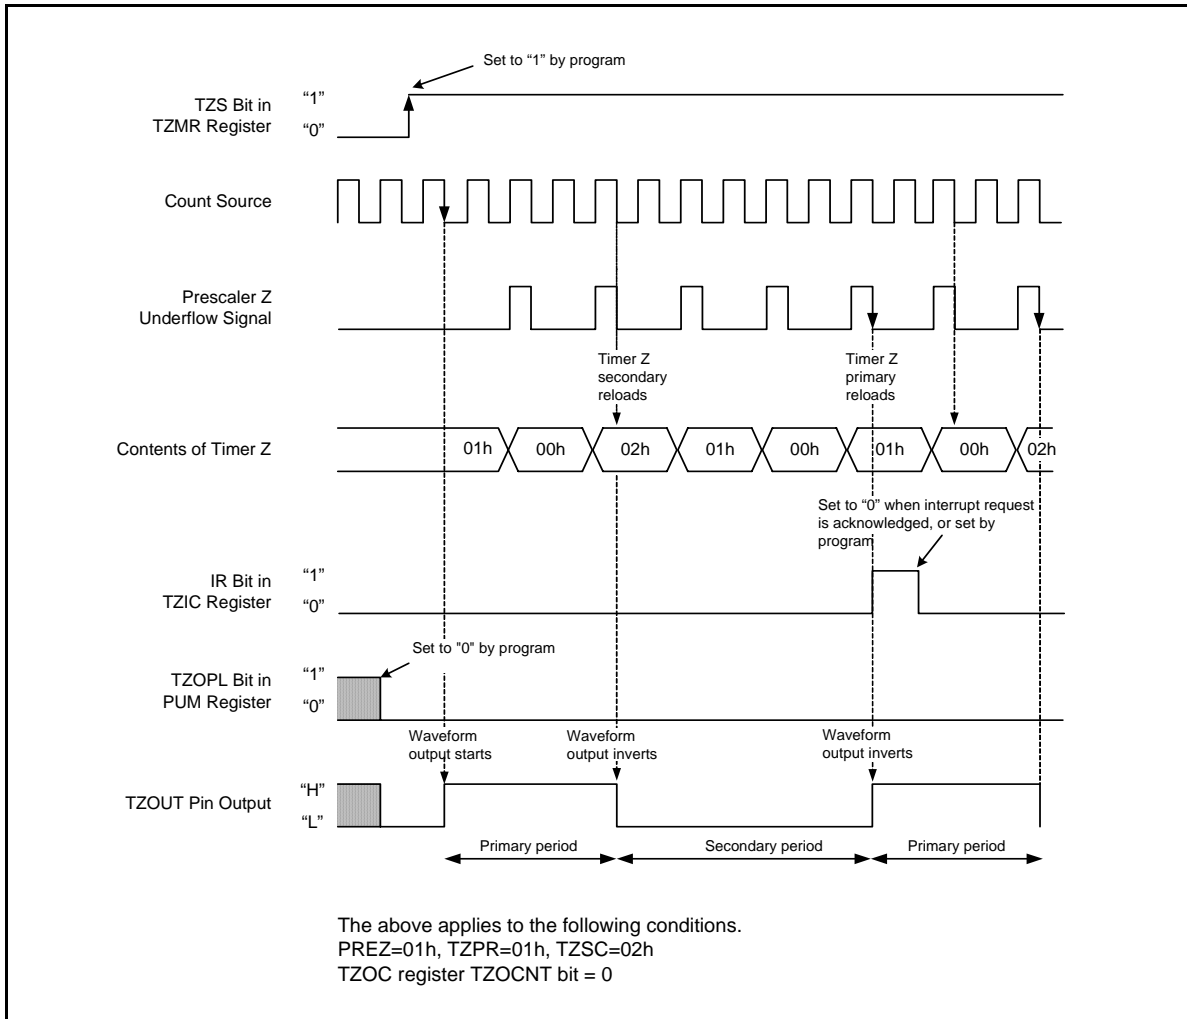 Set to “1” by program
TZS Bit in
TZMR Register
“1”
“0”
Count Source
Prescaler Z
Underflow Signal
Timer Z
secondary
reloads
Timer Z
primary
reloads
Contents of Timer Z
01h
00h
02h
01h
00h
01h
00h
02h
Set to “0” when interrupt request
is acknowledged, or set by
program
IR Bit in
TZIC Register
“1”
“0”
Set to "0" by program
TZOPL Bit in
PUM Register
“1”
“0”
Waveform
output starts
Waveform
output inverts
Waveform
output inverts
TZOUT Pin Output
“H”
“L”
Primary period
Secondary period
Primary period
The above applies to the following conditions.
PREZ=01h, TZPR=01h, TZSC=02h
TZOC register TZOCNT bit = 0